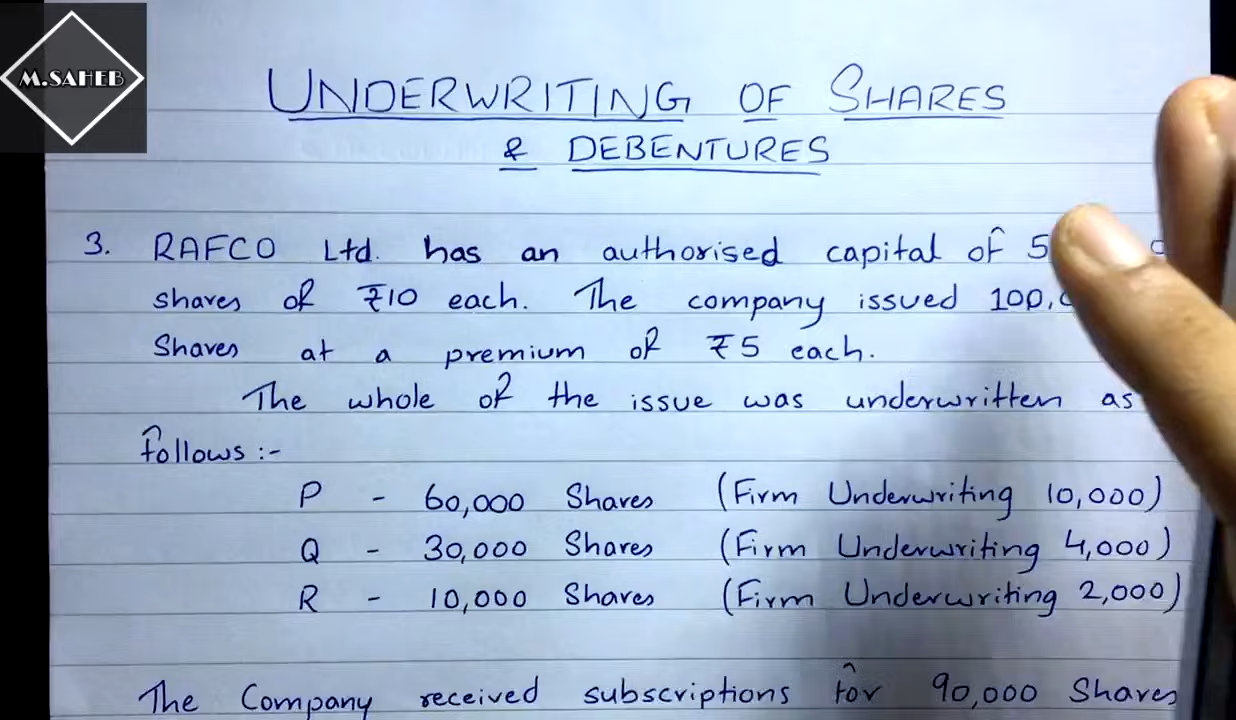 M.SAHEB
UNDERWRITING OF SHARES
& DEBENTURES
3. RAFCO Ltd. has an authorised capital of
shares of ₹10 each. The company issued
Shares at a premium of ₹5 each.
The whole of the issue was underwritten as
follows :-
P - 60,000 Shares (Firm Underwriting 10,000)
Q - 30,000 Shares (Firm Underwriting 4,000)
R - 10,000 Shares (Firm Underwriting 2,000)
The Company received subscriptions for 90,000 Shares